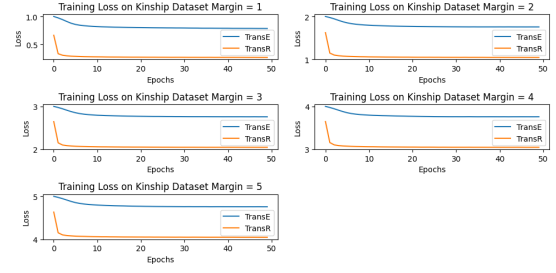 Training Loss on Kinship Dataset Margin = 1
1.0
0.5
Loss
TransE
TransR
0 10 20 30 40 50
Epochs
Training Loss on Kinship Dataset Margin = 2
2
1
Loss
TransE
TransR
0 10 20 30 40 50
Epochs
Training Loss on Kinship Dataset Margin = 3
3
2
Loss
TransE
TransR
0 10 20 30 40 50
Epochs
Training Loss on Kinship Dataset Margin = 4
4
3
Loss
TransE
TransR
0 10 20 30 40 50
Epochs
Training Loss on Kinship Dataset Margin = 5
5
4
Loss
TransE
TransR
0 10 20 30 40 50
Epochs